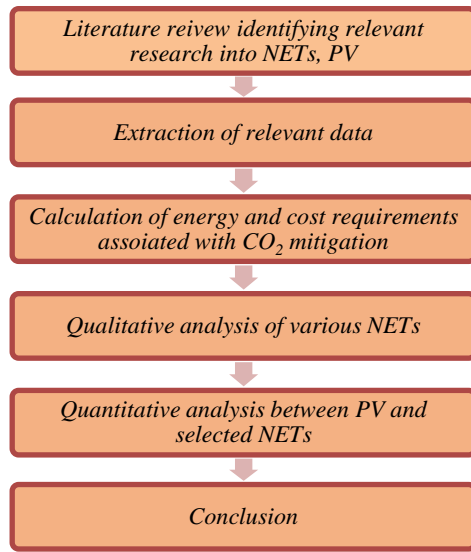 Literature reivew identifying relevant
research into NETs, PV
Extraction of relevant data
Calculation of energy and cost requirements
assoiated with CO₂ mitigation
Qualitative analysis of various NETs
Quantitative analysis between PV and
selected NETs
Conclusion